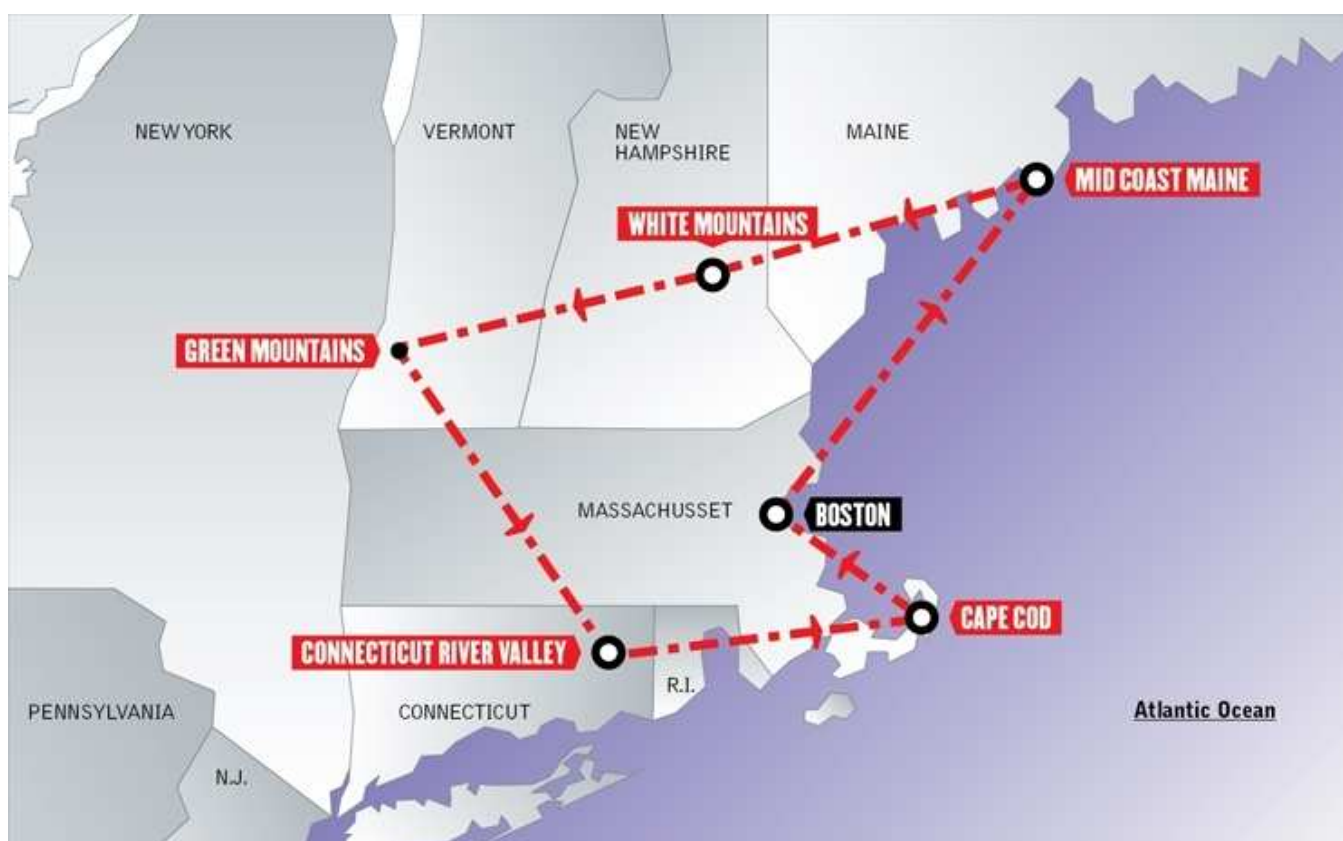 NEW YORK
VERMONT
NEW
HAMPSHIRE
MAINE
MID COAST MAINE
WHITE MOUNTAINS
GREEN MOUNTAINS
MASSACHUSSET
BOSTON
CAPE COD
CONNECTICUT RIVER VALLEY
R.I.
PENNSYLVANIA
CONNECTICUT
Atlantic Ocean
N.J.